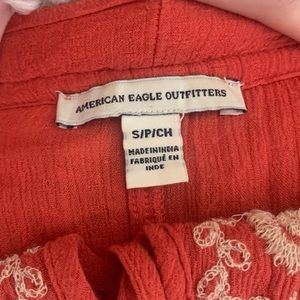 AMERICAN EAGLE OUTFITTERS
S/P/CH
MADE IN INDIA
FABRIQUÉ EN
INDE